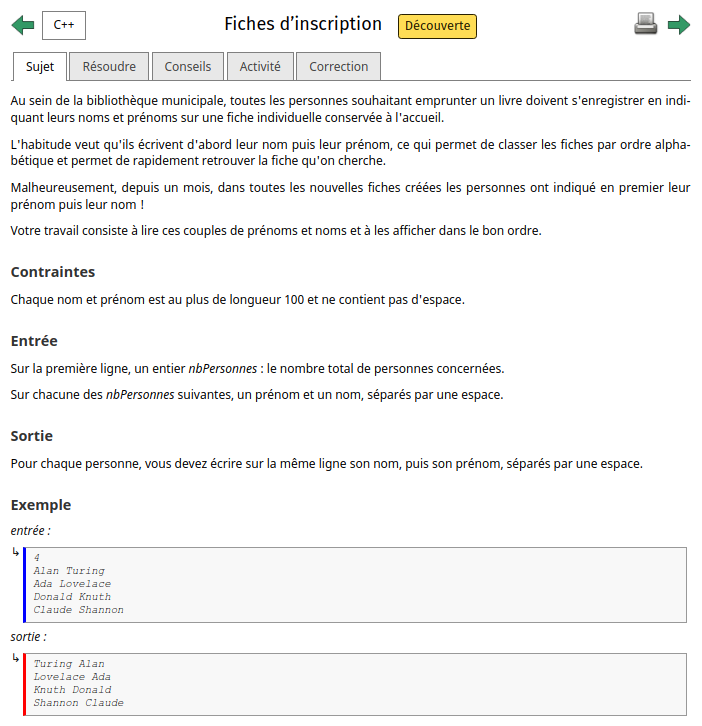 C++
Fiches d'inscription
Découverte
Sujet
Résoudre
Conseils
Activité
Correction
Au sein de la bibliothèque municipale, toutes les personnes souhaitant emprunter un livre doivent s'enregistrer en indi-
quant leurs noms et prénoms sur une fiche individuelle conservée à l'accueil.
L'habitude veut qu'ils écrivent d'abord leur nom puis leur prénom, ce qui permet de classer les fiches par ordre alpha-
bétique et permet de rapidement retrouver la fiche qu'on cherche.
Malheureusement, depuis un mois, dans toutes les nouvelles fiches créées les personnes ont indiqué en premier leur
prénom puis leur nom !
Votre travail consiste à lire ces couples de prénoms et noms et à les afficher dans le bon ordre.
Contraintes
Chaque nom et prénom est au plus de longueur 100 et ne contient pas d'espace.
Entrée
Sur la première ligne, un entier nbPersonnes : le nombre total de personnes concernées.
Sur chacune des nbPersonnes suivantes, un prénom et un nom, séparés par une espace.
Sortie
Pour chaque personne, vous devez écrire sur la même ligne son nom, puis son prénom, séparés par une espace.
Exemple
entrée :
4
Alan Turing
Ada Lovelace
Donald Knuth
Claude Shannon
sortie :
Turing Alan
Lovelace Ada
Knuth Donald
Shannon Claude